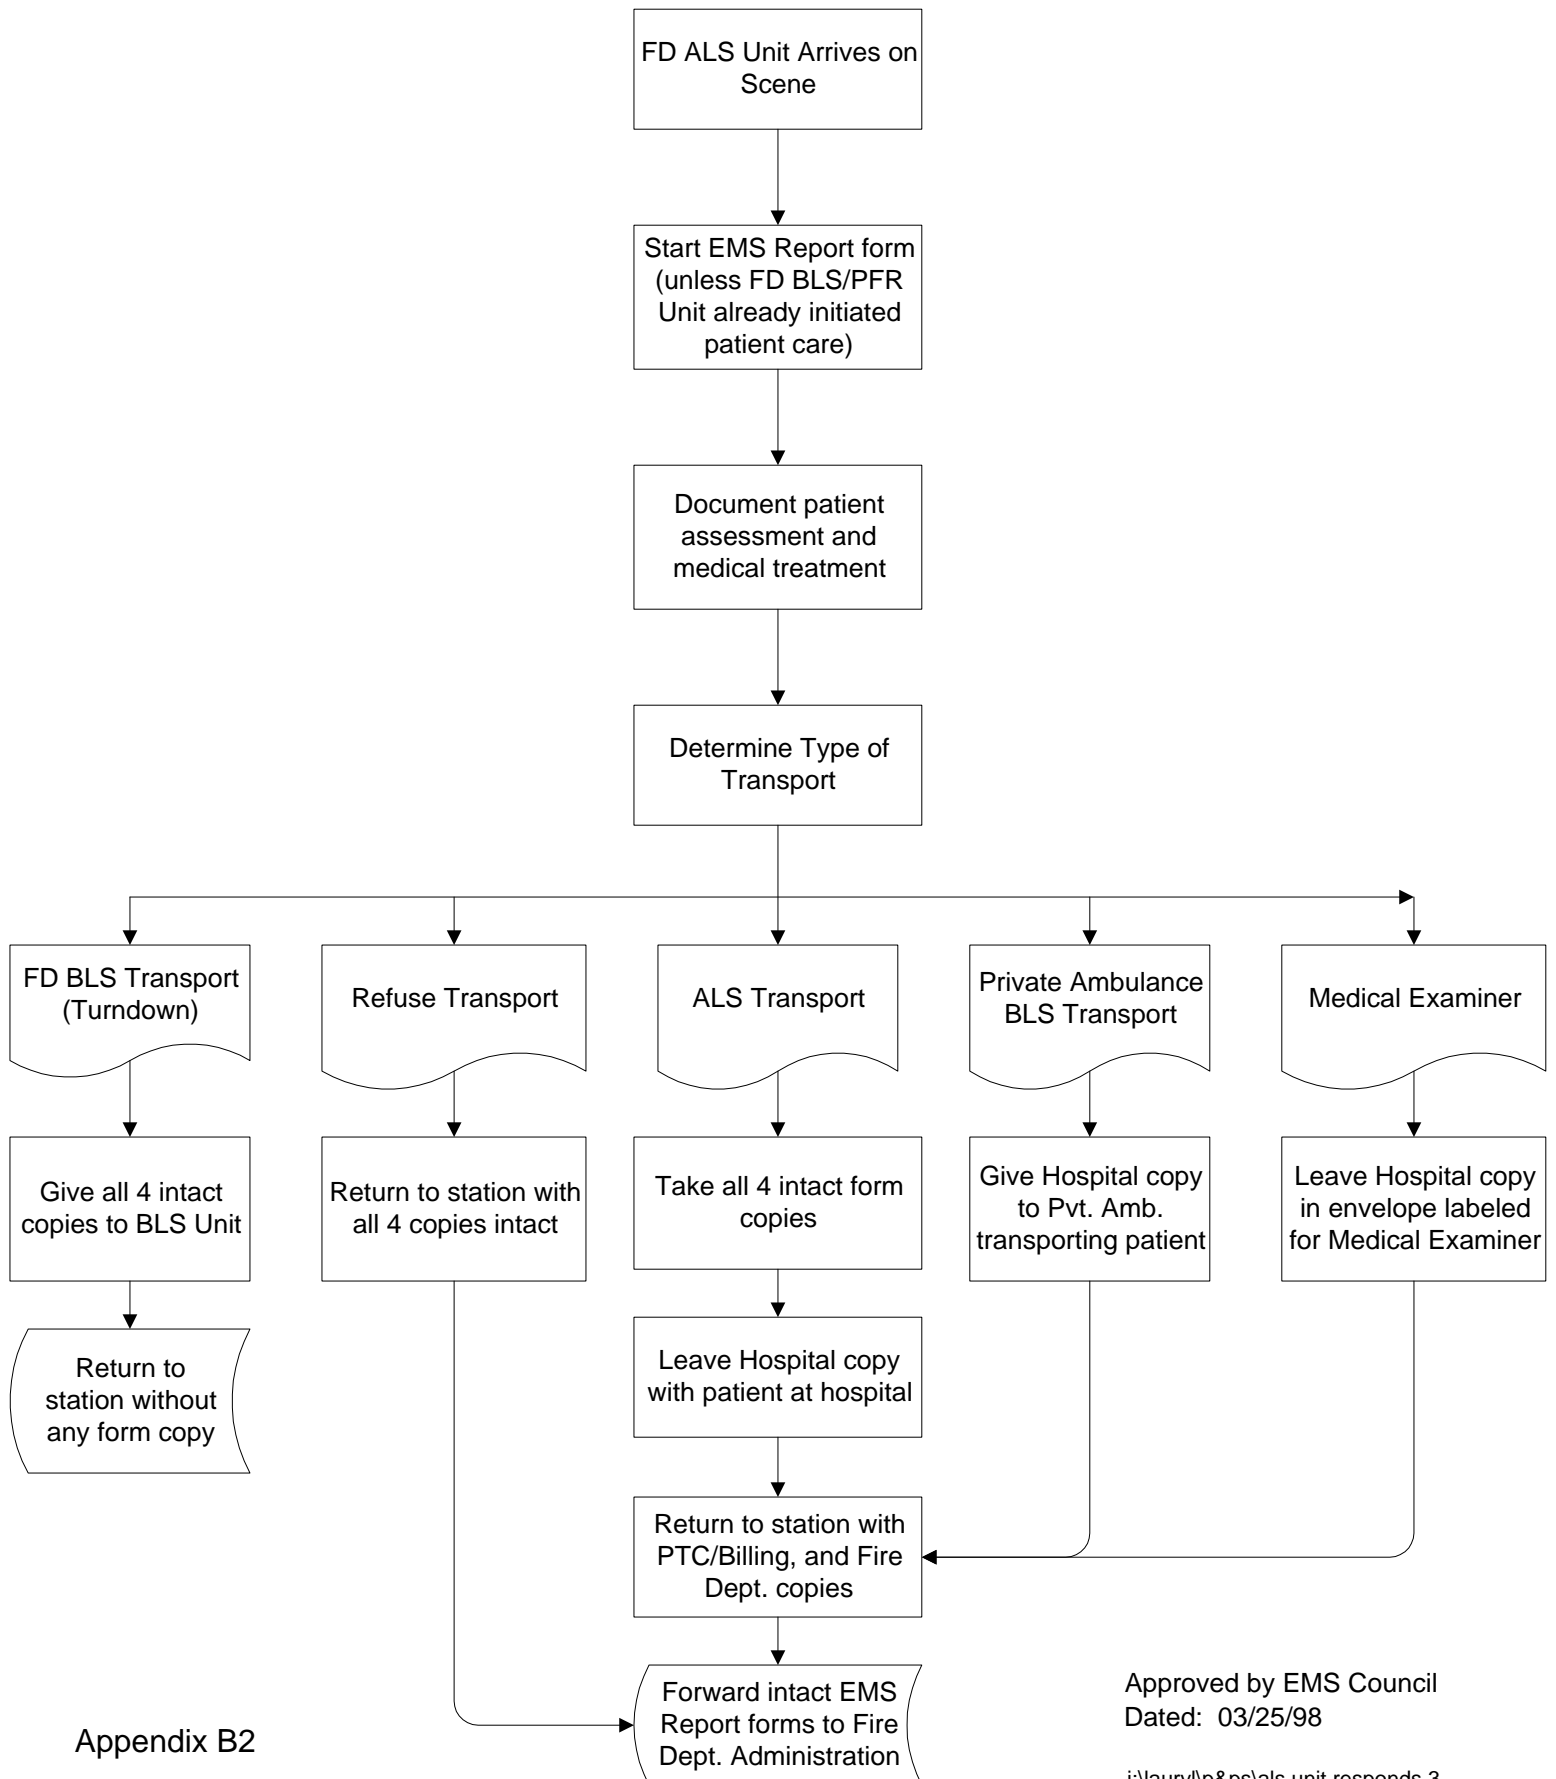 FD ALS Unit Arrives on
Scene
Start EMS Report form
(unless FD BLS/PFR
Unit already initiated
patient care)
Document patient
assessment and
medical treatment
Determine Type of
Transport
FD BLS Transport
(Turndown)
Refuse Transport
ALS Transport
Private Ambulance
BLS Transport
Medical Examiner
Give all 4 intact
copies to BLS Unit
Return to station with
all 4 copies intact
Take all 4 intact form
copies
Give Hospital copy
to Pvt. Amb.
transporting patient
Leave Hospital copy
in envelope labeled
for Medical Examiner
Return to
station without
any form copy
Leave Hospital copy
with patient at hospital
Return to station with
PTC/Billing, and Fire
Dept. copies
Forward intact EMS
Report forms to Fire
Dept. Administration
Approved by EMS Council
Dated: 03/25/98
Appendix B2